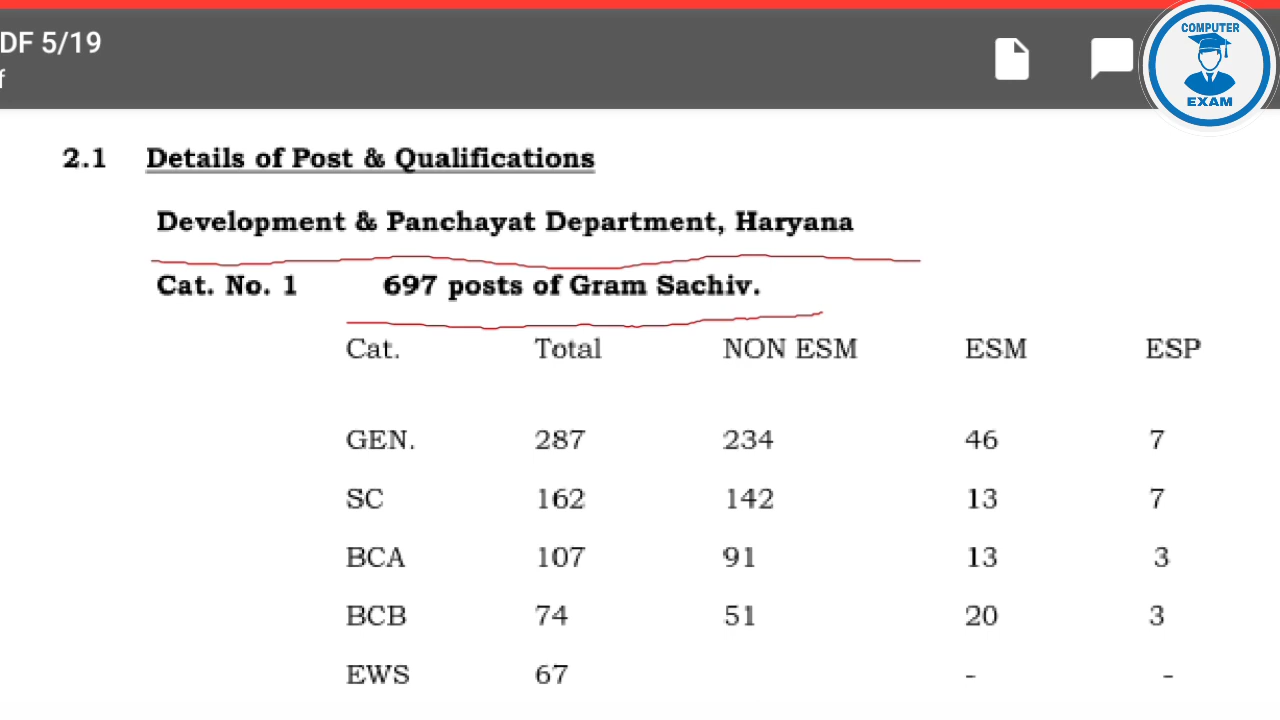 DF 5/19
f
COMPUTER
EXAM
2.1 Details of Post & Qualifications
Development & Panchayat Department, Haryana
Cat. No. 1 697 posts of Gram Sachiv.
Cat. Total NON ESM ESM ESP
GEN. 287 234 46 7
SC 162 142 13 7
BCA 107 91 13 3
BCB 74 51 20 3
EWS 67 - -